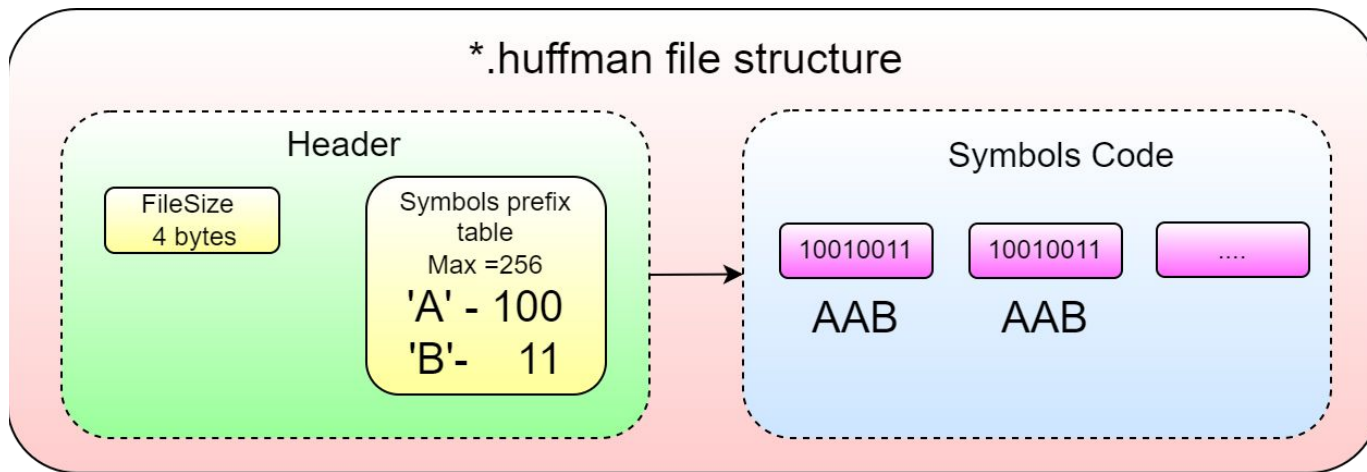 *.huffman file structure
Header
FileSize
4 bytes
Symbols prefix
table
Max =256
'A' - 100
'B'- 11
Symbols Code
10010011
10010011
....
AAB
AAB